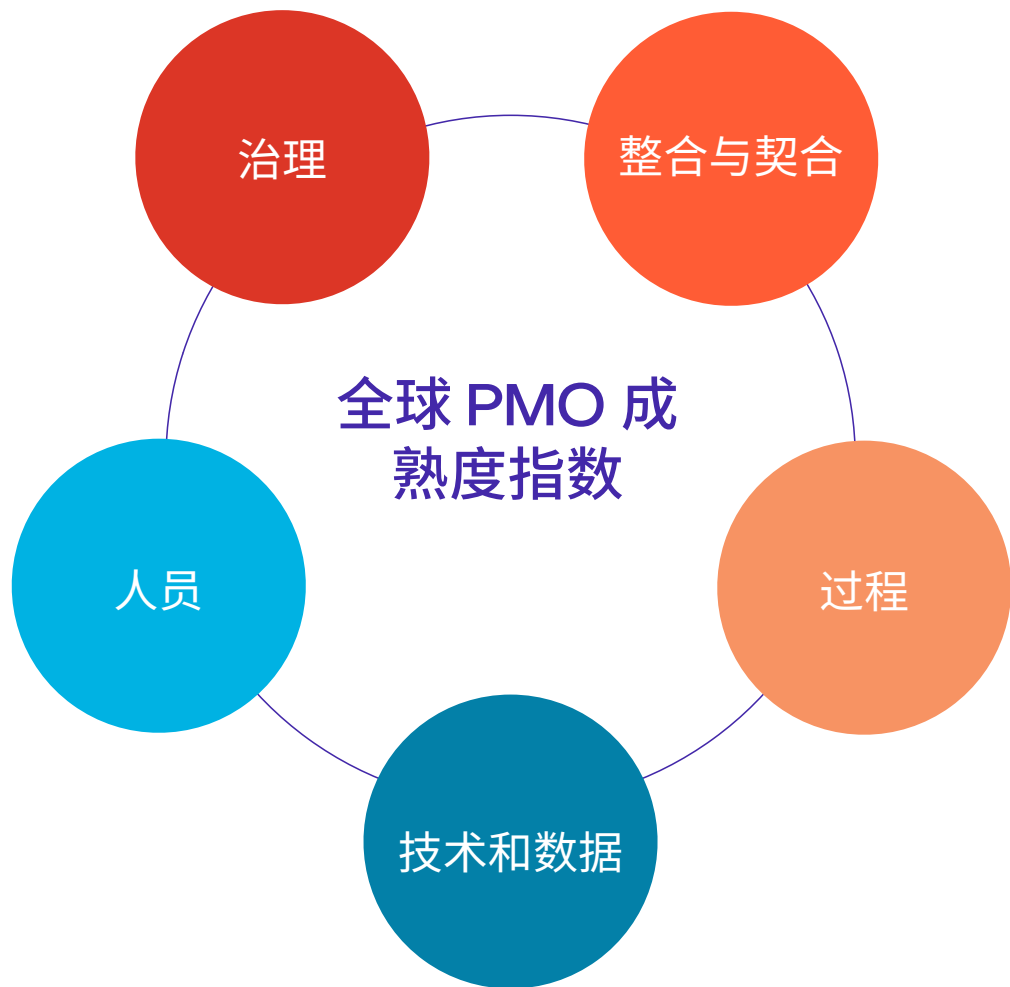 治理
整合与契合
全球 PMO 成
熟度指数
人员
过程
技术和数据